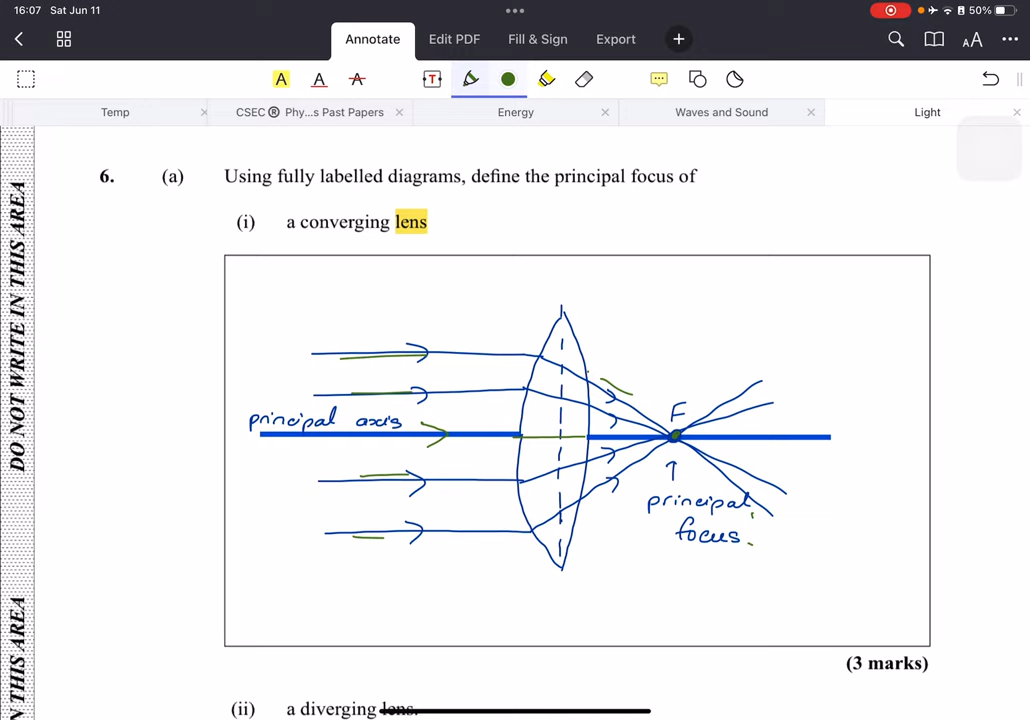 16:07 Sat Jun 11
50%
Annotate
Edit PDF
Fill & Sign
Export
AA
A
A
A
T
Temp
CSEC ® Phy...s Past Papers
Energy
Waves and Sound
Light
DO NOT WRITE IN THIS AREA
6. (a) Using fully labelled diagrams, define the principal focus of
(i) a converging lens
principal axis
F
principal
focus.
(3 marks)
N THIS AREA
(ii) a diverging lens.